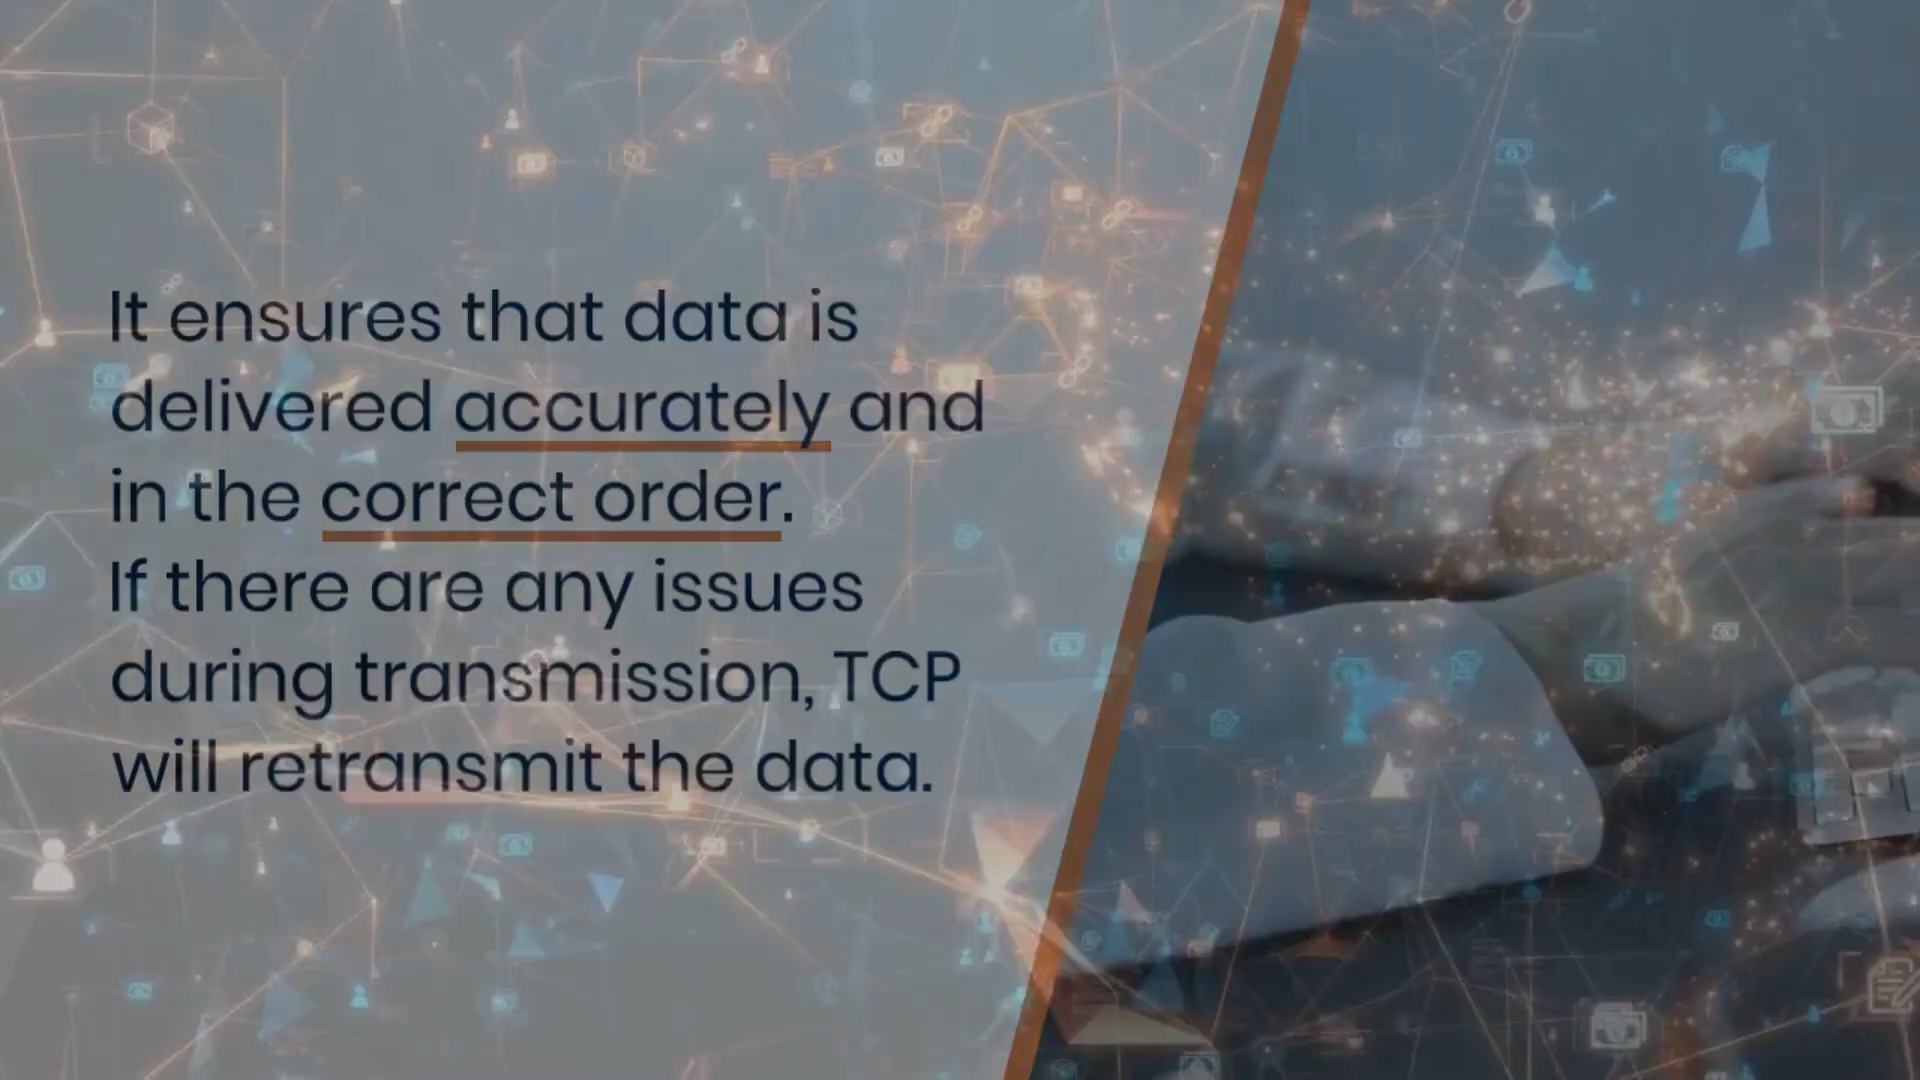 It ensures that data is
delivered accurately and
in the correct order.
If there are any issues
during transmission, TCP
will retransmit the data.